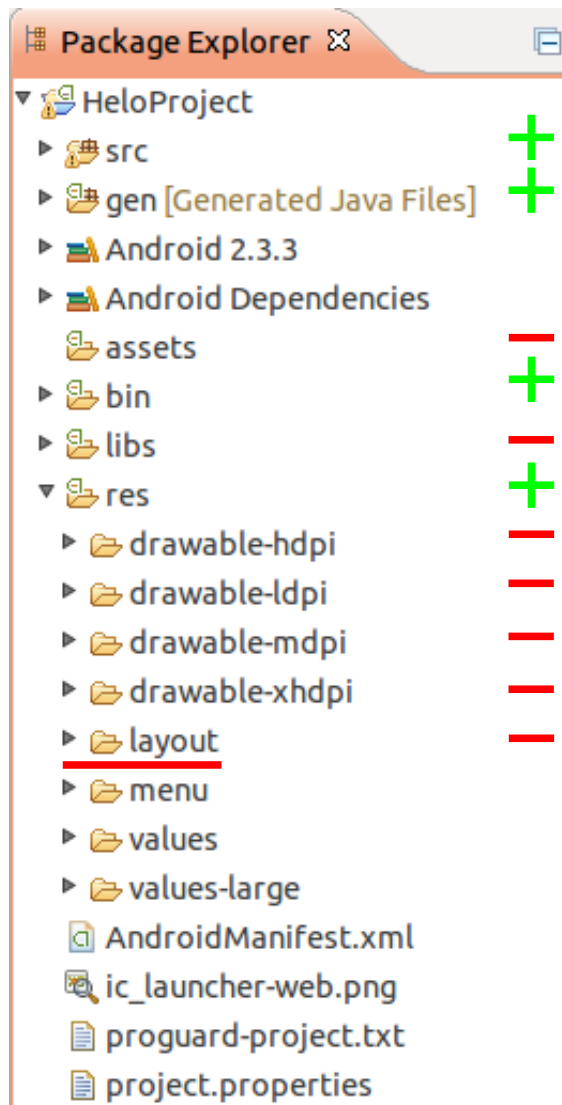 Package Explorer
HeloProject
src
gen [Generated Java Files]
Android 2.3.3
Android Dependencies
assets
bin
libs
res
drawable-hdpi
drawable-ldpi
drawable-mdpi
drawable-xhdpi
layout
menu
values
values-large
AndroidManifest.xml
ic_launcher-web.png
proguard-project.txt
project.properties